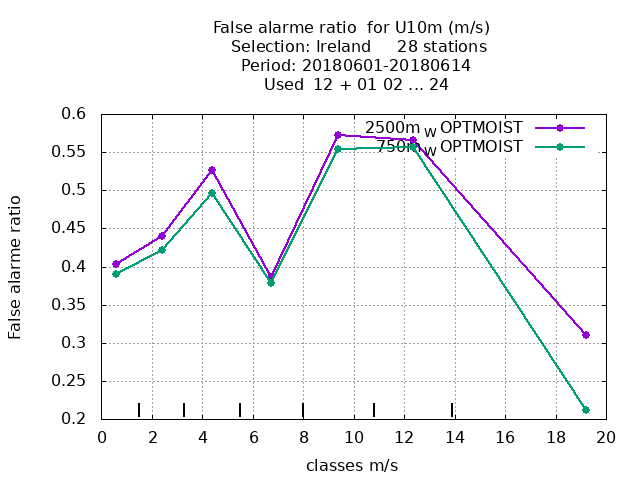 False alarme ratio  for U10m (m/s)
Selection: Ireland     28 stations
Period: 20180601-20180614
Used  12 + 01 02 ... 24
2500m W OPTMOIST
750m W OPTMOIST
0.6
0.55
0.5
0.45
0.4
0.35
0.3
0.25
0.2
False alarme ratio
0 2 4 6 8 10 12 14 16 18 20
classes m/s